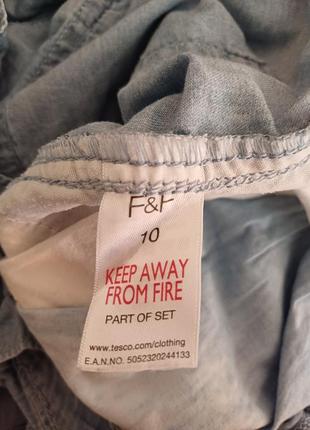 F&F
10
KEEP AWAY
FROM FIRE
PART OF SET
www.tesco.com/clothing
E.A.N.NO. 5052320244133